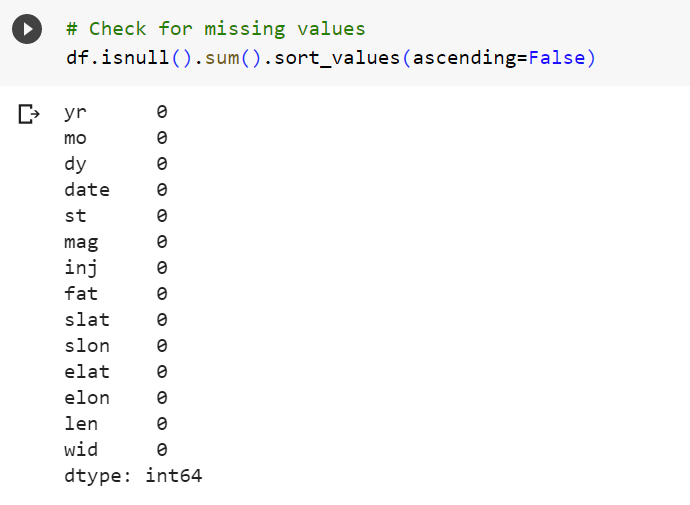 # Check for missing values
df.isnull().sum().sort_values(ascending=False)
yr 0
mo 0
dy 0
date 0
st 0
mag 0
inj 0
fat 0
slat 0
slon 0
elat 0
elon 0
len 0
wid 0
dtype: int64